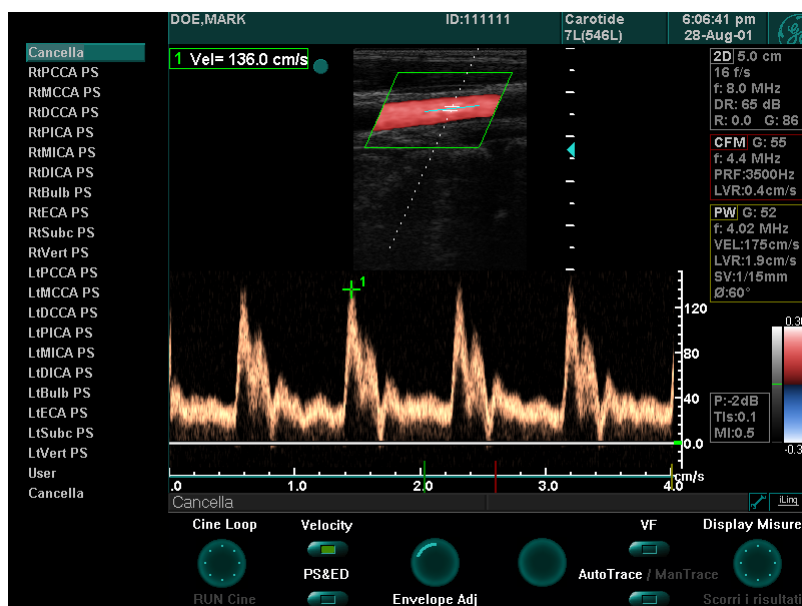 DOE,MARK ID:111111 Carotide 6:06:41 pm
7L(546L) 28-Aug-01
Cancella
RtPCCA PS
RtMCCA PS
RtDCCA PS
RtPICA PS
RtMICA PS
RtDICA PS
RtBulb PS
RtECA PS
RtSubc PS
RtVert PS
LtPCCA PS
LtMCCA PS
LtDCCA PS
LtPICA PS
LtMICA PS
LtDICA PS
LtBulb PS
LtECA PS
LtSubc PS
LtVert PS
User
Cancella
1 Vel= 136.0 cm/s
2D 5.0 cm
16 f/s
f: 8.0 MHz
DR: 65 dB
R: 0.0 G: 86
CFM G: 55
f: 4.4 MHz
PRF:3500Hz
LVR:0.4cm/s
PW G: 52
f: 4.02 MHz
VEL:175cm/s
LVR:1.9cm/s
SV:1/15mm
Ø:60°
1
120
80
40
0.0
cm/s
0.30
-0.3
P:-2dB
TIs:0.1
MI:0.5
.0 1.0 3.0 4.0
Cancella
iLinq
Cine Loop Velocity VF Display Misure
PS&ED AutoTrace / ManTrace
RUN Cine Envelope Adj Scorri i risultati